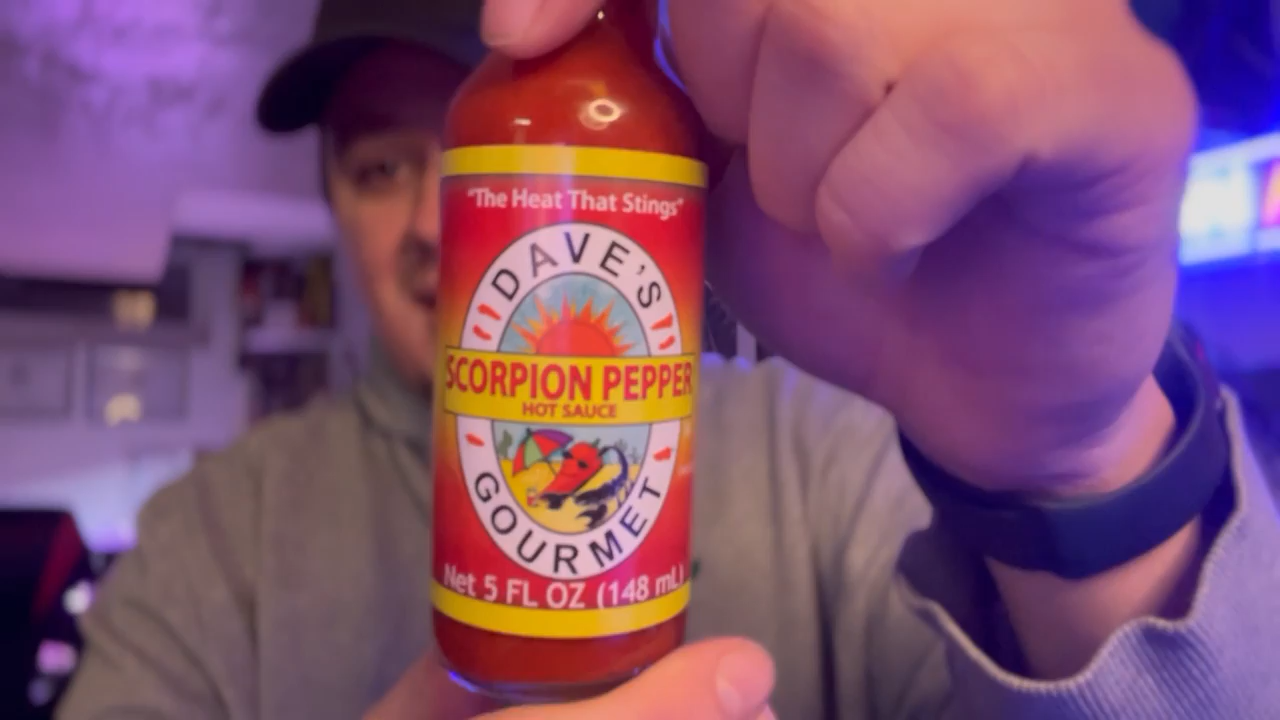 "The Heat That Stings"
DAVE'S
SCORPION PEPPER
HOT SAUCE
GOURMET
Net 5 FL OZ (148 mL)